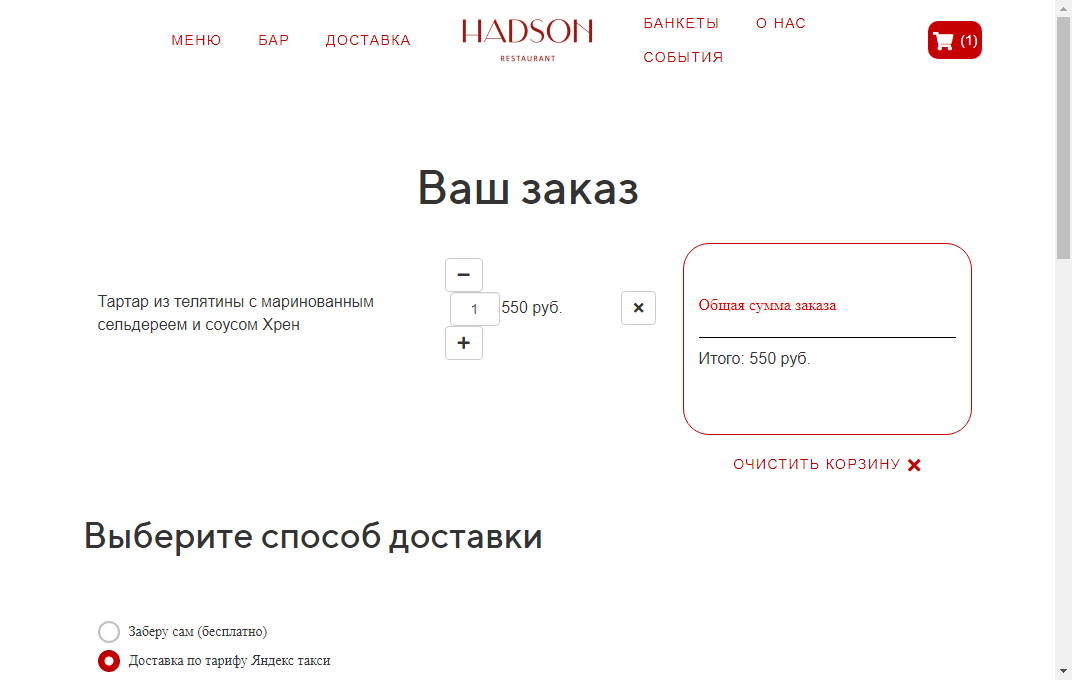 МЕНЮ БАР ДОСТАВКА
HADSON
RESTAURANT
БАНКЕТЫ О НАС
СОБЫТИЯ
(1)
Ваш заказ
Тартар из телятины с маринованным
сельдереем и соусом Хрен
1
550 руб.
Общая сумма заказа
Итого: 550 руб.
ОЧИСТИТЬ КОРЗИНУ
Выберите способ доставки
Заберу сам (бесплатно)
Доставка по тарифу Яндекс такси